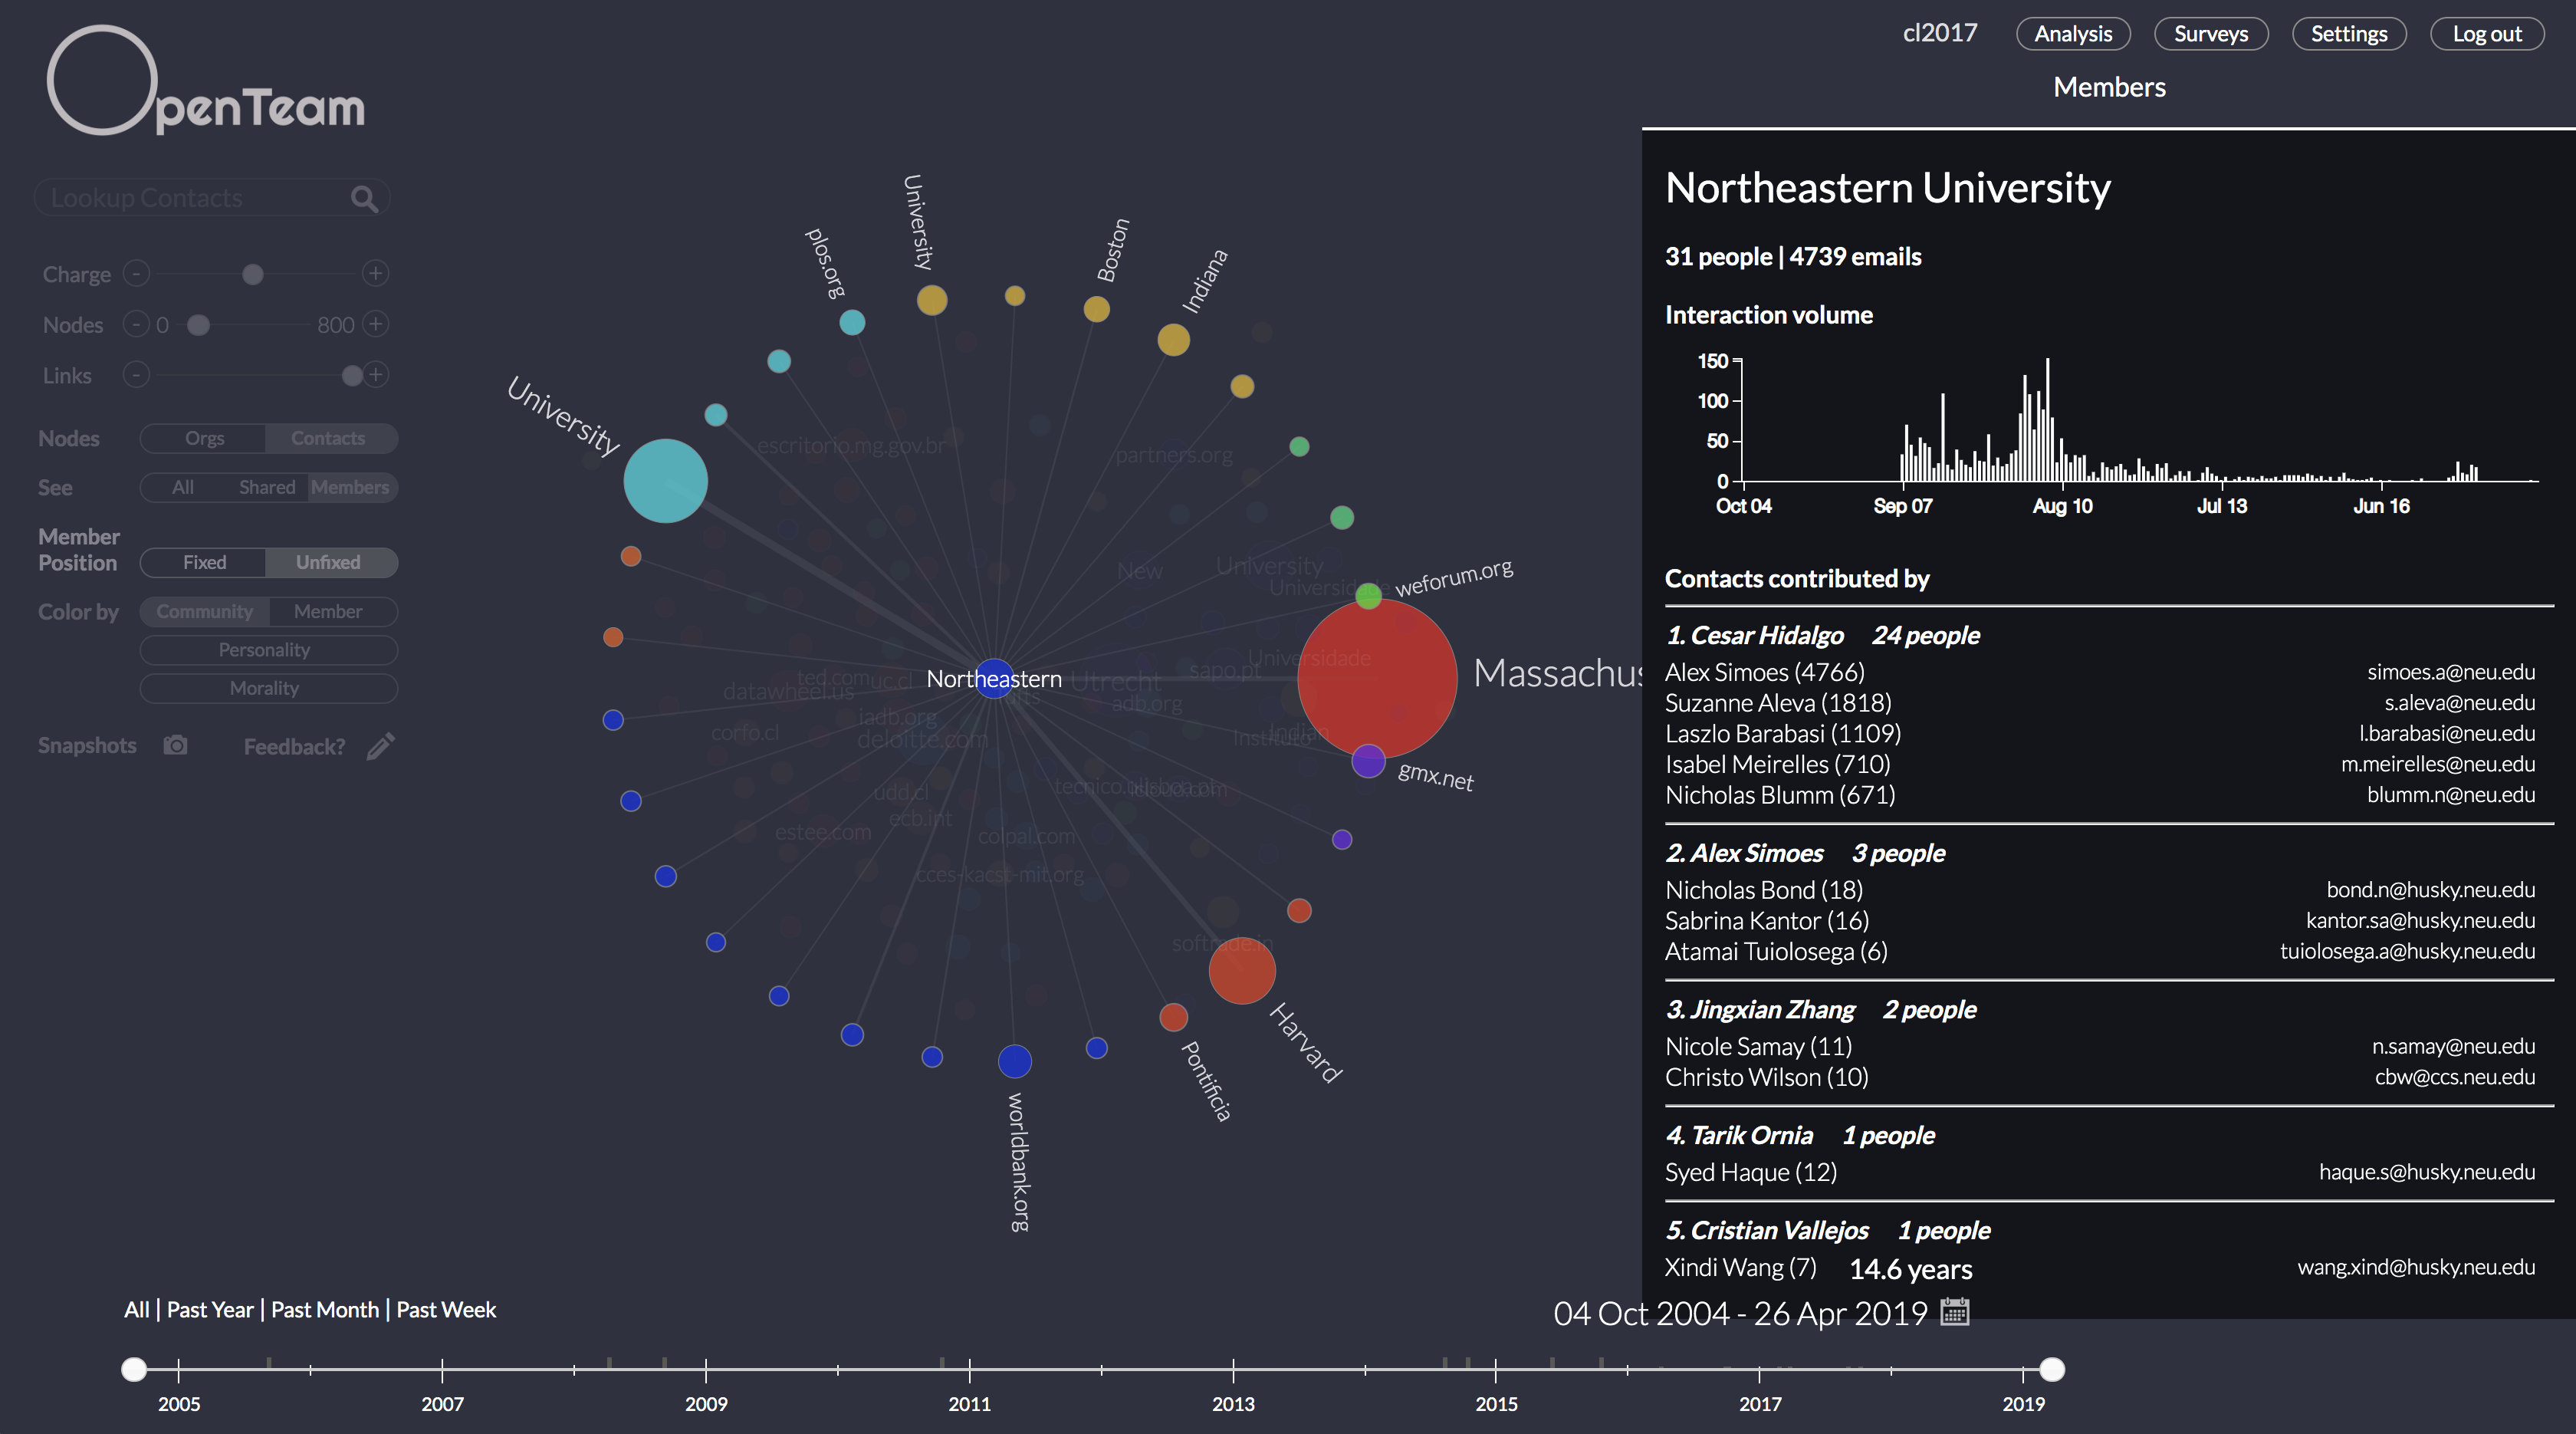 OpenTeam
cl2017
Analysis
Surveys
Settings
Log out
Members
Lookup Contacts
Charge - +
Nodes - 0 800 +
Links - +
Nodes Orgs Contacts
See All Shared Members
Member Position Fixed Unfixed
Color by Community Member
Personality
Morality
Snapshots
Feedback?
University
plos.org
University
Boston
Indiana
weforum.org
Massachus
gmx.net
Harvard
Pontificia
worldbank.org
Northeastern
escritorio.mg.gov.br
partners.org
New
University
Universidade
Universidade
sapo.pt
Utrecht
adb.org
Indian
Instituto
ted.com
uc.cl
datawheel.us
iadb.org
corfo.cl
deloitte.com
icloud.com
udd.cl
ecb.int
estee.com
colpal.com
cces-kacst-mit.org
softrade.in
Northeastern University
31 people | 4739 emails
Interaction volume
150
100
50
0
Oct 04 Sep 07 Aug 10 Jul 13 Jun 16
Contacts contributed by
1. Cesar Hidalgo 24 people
Alex Simoes (4766) simoes.a@neu.edu
Suzanne Aleva (1818) s.aleva@neu.edu
Laszlo Barabasi (1109) l.barabasi@neu.edu
Isabel Meirelles (710) m.meirelles@neu.edu
Nicholas Blumm (671) blumm.n@neu.edu
2. Alex Simoes 3 people
Nicholas Bond (18) bond.n@husky.neu.edu
Sabrina Kantor (16) kantor.sa@husky.neu.edu
Atamai Tuiolosega (6) tuiolosega.a@husky.neu.edu
3. Jingxian Zhang 2 people
Nicole Samay (11) n.samay@neu.edu
Christo Wilson (10) cbw@ccs.neu.edu
4. Tarik Ornia 1 people
Syed Haque (12) haque.s@husky.neu.edu
5. Cristian Vallejos 1 people
Xindi Wang (7) wang.xind@husky.neu.edu
14.6 years
All | Past Year | Past Month | Past Week
04 Oct 2004 - 26 Apr 2019
2005 2007 2009 2011 2013 2015 2017 2019